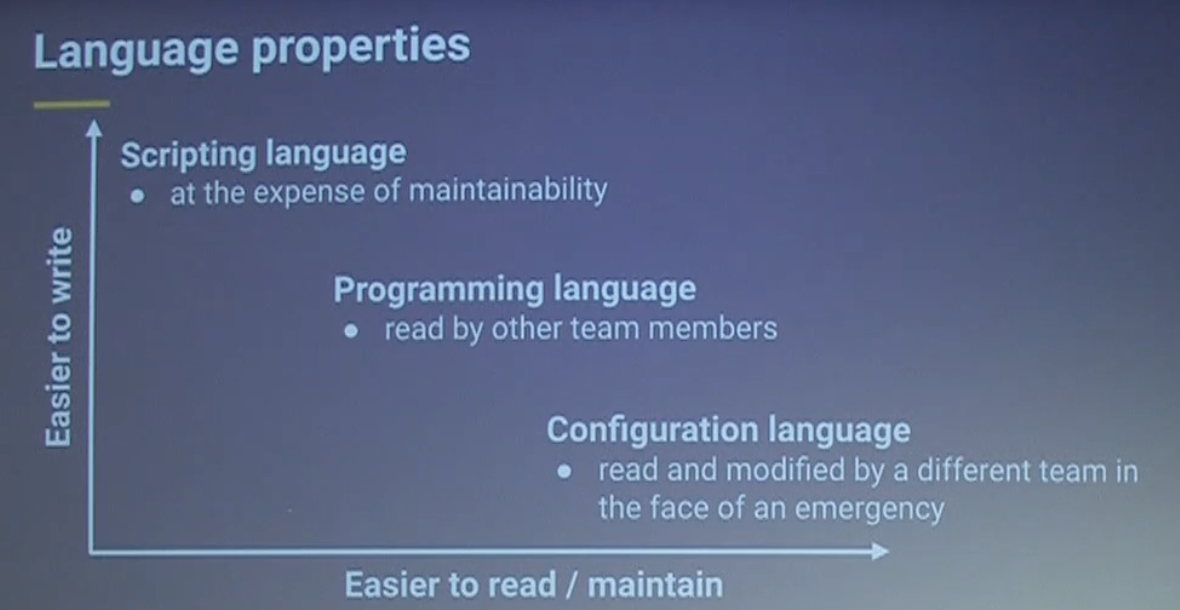 Language properties
Scripting language
● at the expense of maintainability
Programming language
● read by other team members
Configuration language
● read and modified by a different team in
the face of an emergency
Easier to write
Easier to read / maintain